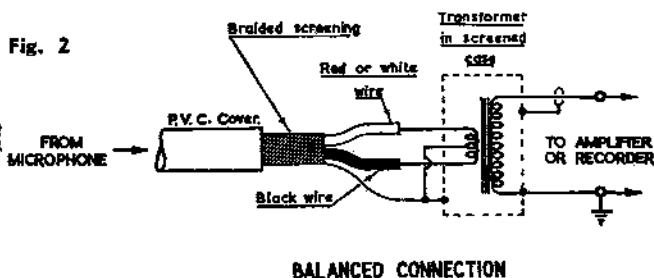 Fig. 2
Braided screening
Transformer
in screened
case
Red or white
wire
P.V.C. Cover.
FROM
MICROPHONE
TO AMPLIFIER
OR RECORDER
Black wire
BALANCED CONNECTION